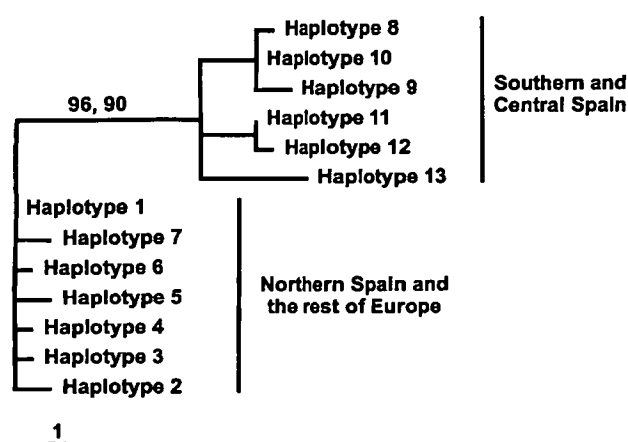 Haplotype 8
Haplotype 10
Haplotype 9
Southern and
Central Spain
96, 90
Haplotype 11
Haplotype 12
Haplotype 13
Haplotype 1
Haplotype 7
Haplotype 6
Haplotype 5
Haplotype 4
Haplotype 3
Haplotype 2
Northern Spain and
the rest of Europe
1